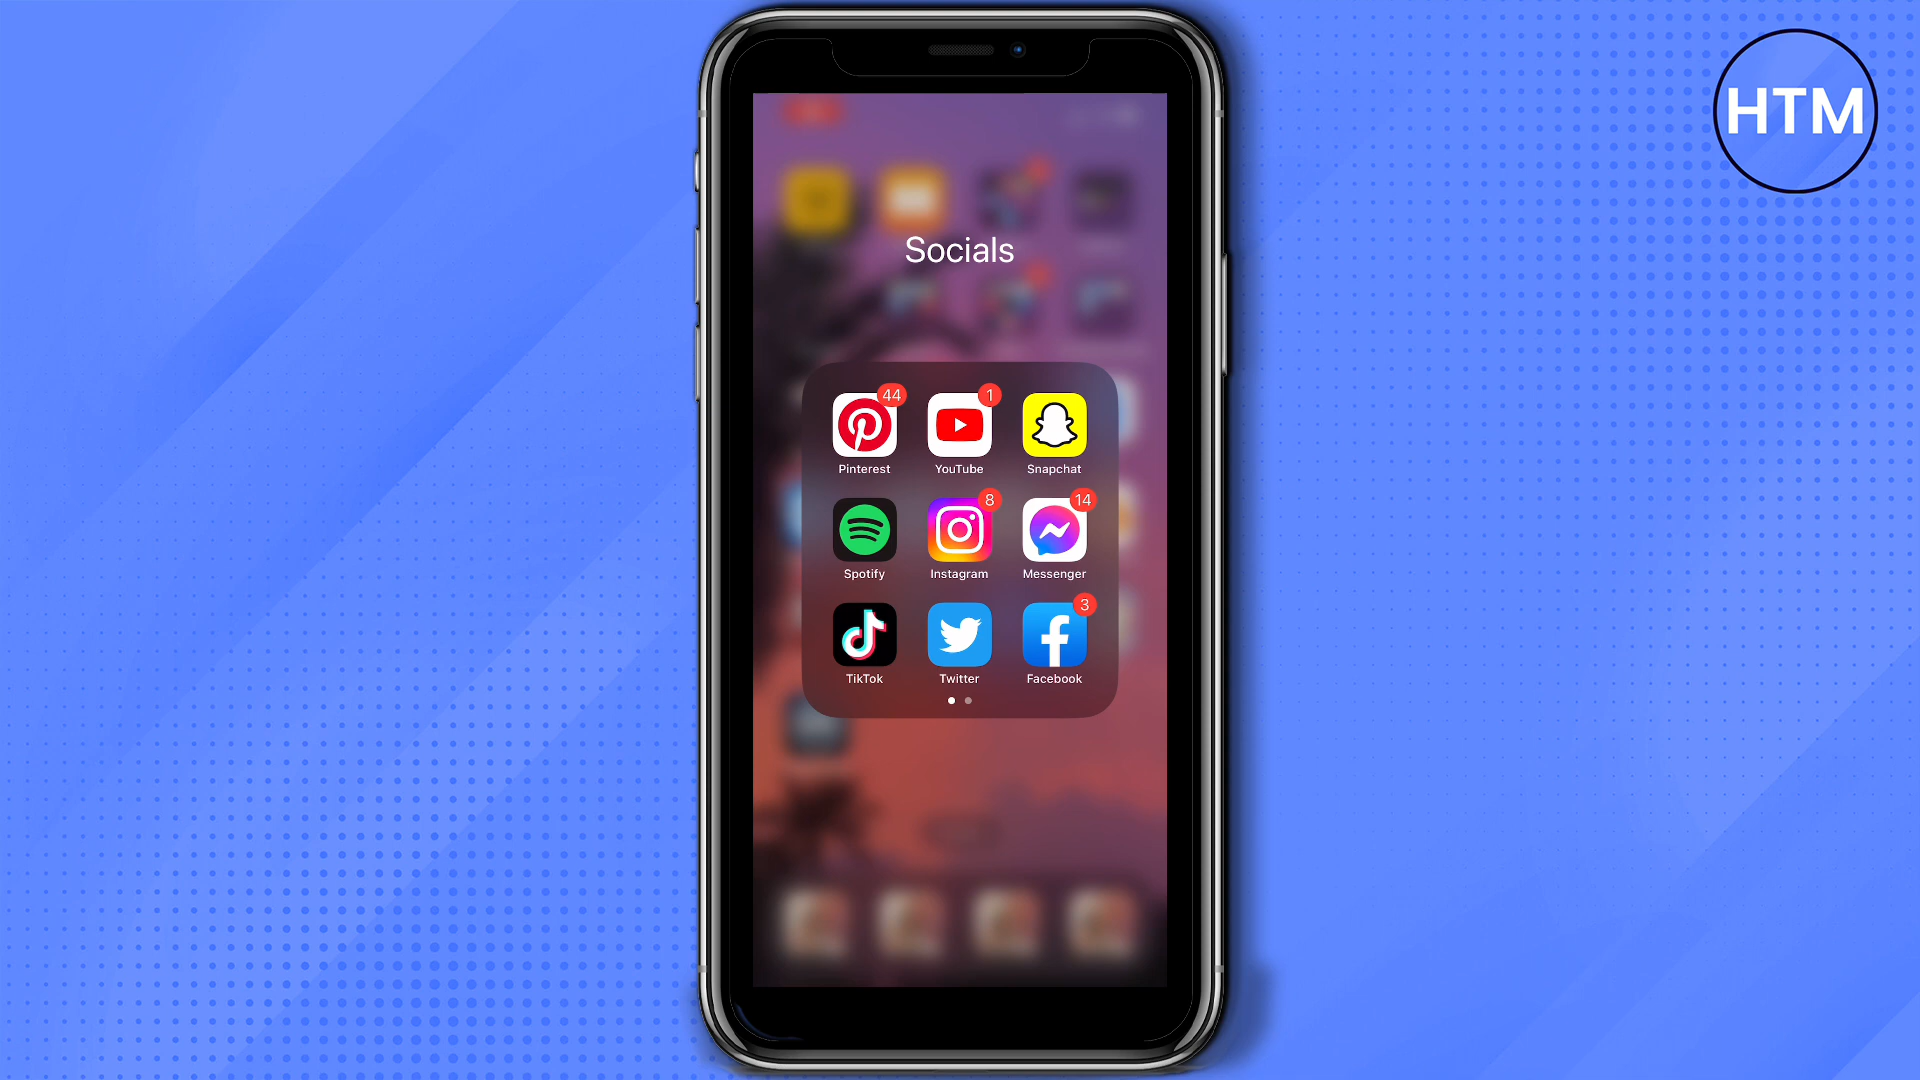 HTM
Socials
44 1
Pinterest YouTube Snapchat
8 14
Spotify Instagram Messenger
3
TikTok Twitter Facebook